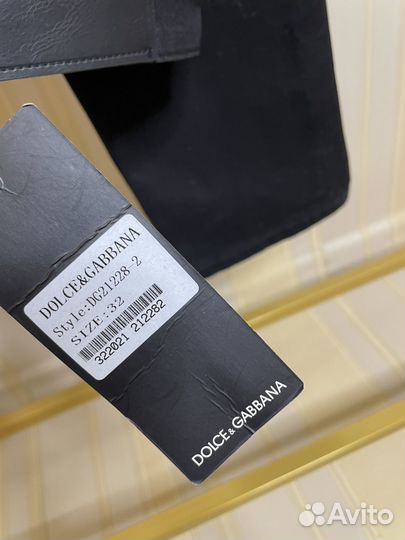 DOLCE&GABBANA
Style:DG21228-2
SIZE:32
322021 212282
DOLCE&GABBANA
Avito